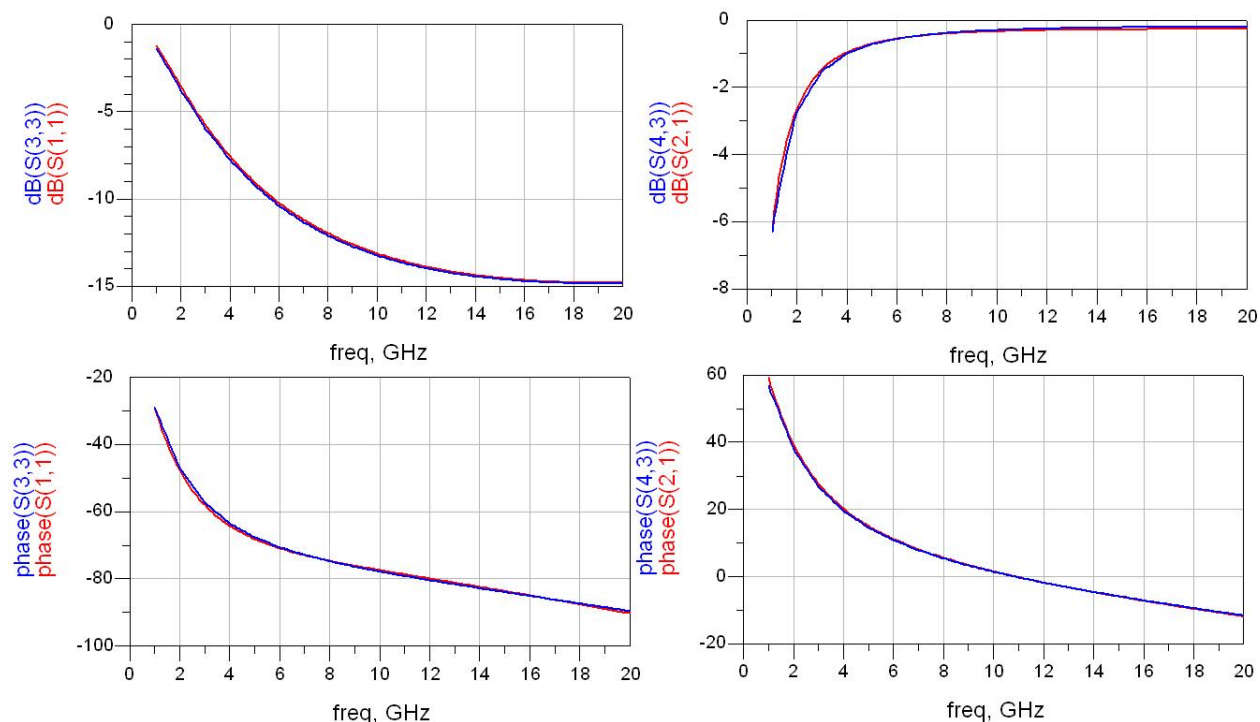 dB(S(3,3))
dB(S(1,1))
0
-5
-10
-15
0 2 4 6 8 10 12 14 16 18 20
freq, GHz
dB(S(4,3))
dB(S(2,1))
0
-2
-4
-6
-8
0 2 4 6 8 10 12 14 16 18 20
freq, GHz
phase(S(3,3))
phase(S(1,1))
-20
-40
-60
-80
-100
0 2 4 6 8 10 12 14 16 18 20
freq, GHz
phase(S(4,3))
phase(S(2,1))
60
40
20
0
-20
0 2 4 6 8 10 12 14 16 18 20
freq, GHz